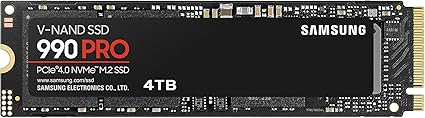 V-NAND SSD
990 PRO
PCIe®4.0 NVMe™ M.2 SSD
www.samsung.com/ssd
SAMSUNG ELECTRONICS CO., LTD.
4TB
SAMSUNG